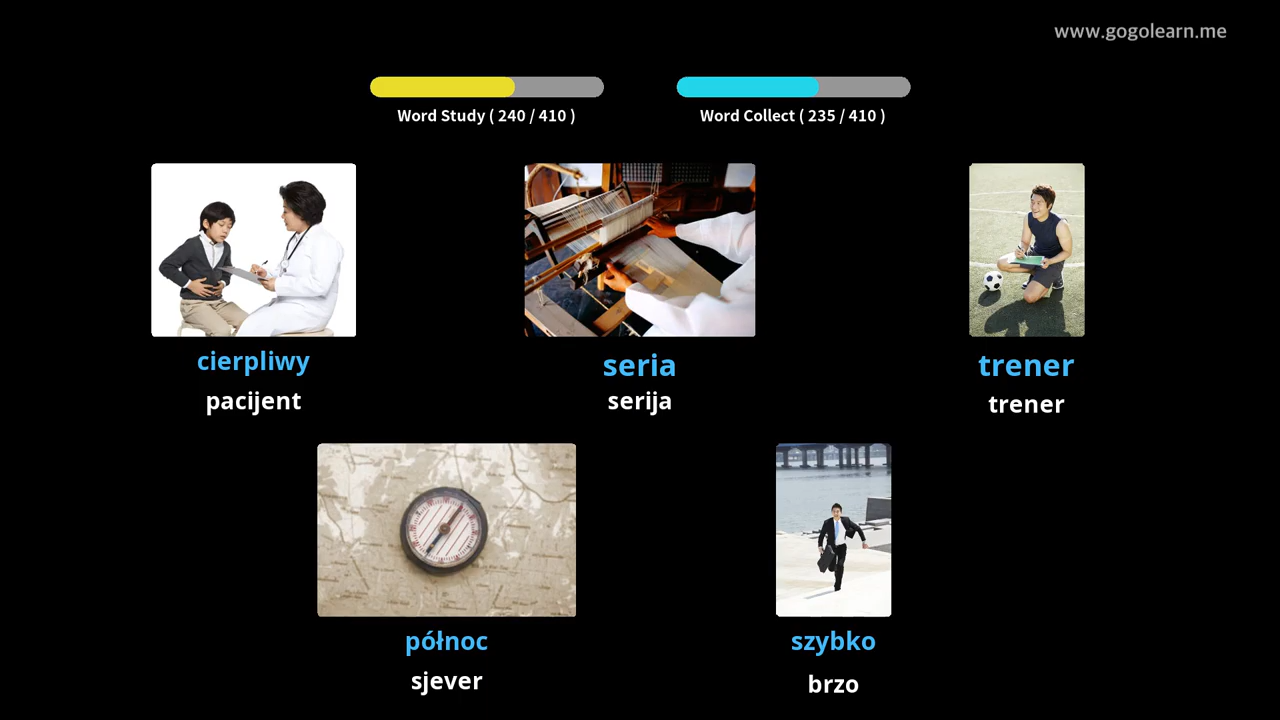 www.gogolearn.me
Word Study ( 240 / 410 )
Word Collect ( 235 / 410 )
cierpliwy
pacijent
seria
serija
trener
trener
północ
sjever
szybko
brzo